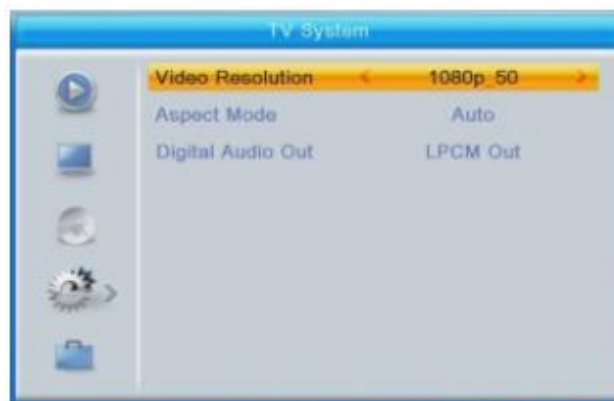 TV System
Video Resolution < 1080p_50 >
Aspect Mode Auto
Digital Audio Out LPCM Out